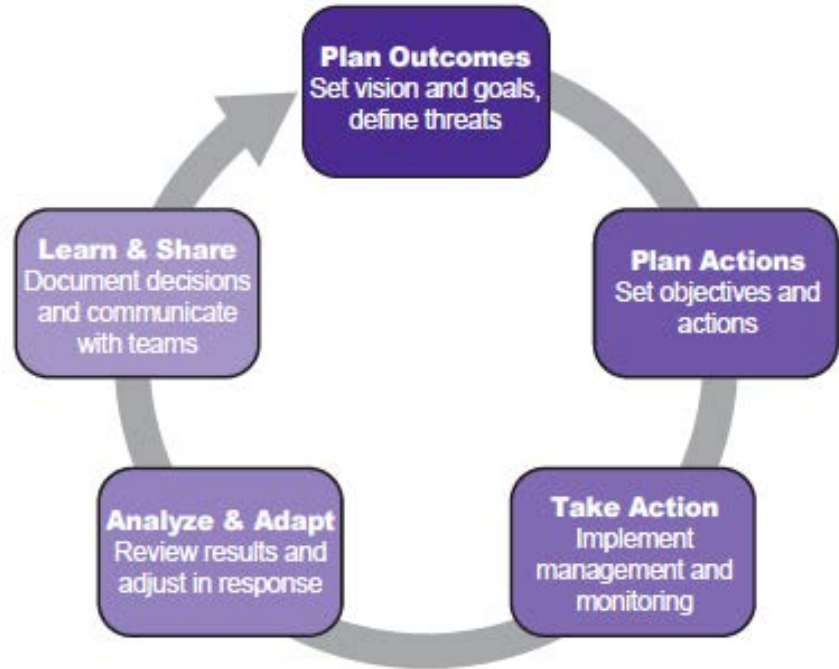 Plan Outcomes
Set vision and goals,
define threats
Plan Actions
Set objectives and
actions
Take Action
Implement
management and
monitoring
Analyze & Adapt
Review results and
adjust in response
Learn & Share
Document decisions
and communicate
with teams